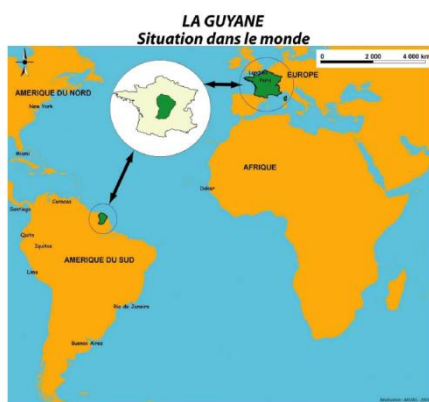 LA GUYANE
Situation dans le monde
0 2 000 4 000 km
EUROPE
Londres
Paris
AMERIQUE DU NORD
New York
Miami
AFRIQUE
Dakar
Caracas
Santiago
Quito
Iquitos
AMERIQUE DU SUD
Lima
Rio de Janeiro
Buenos Aires